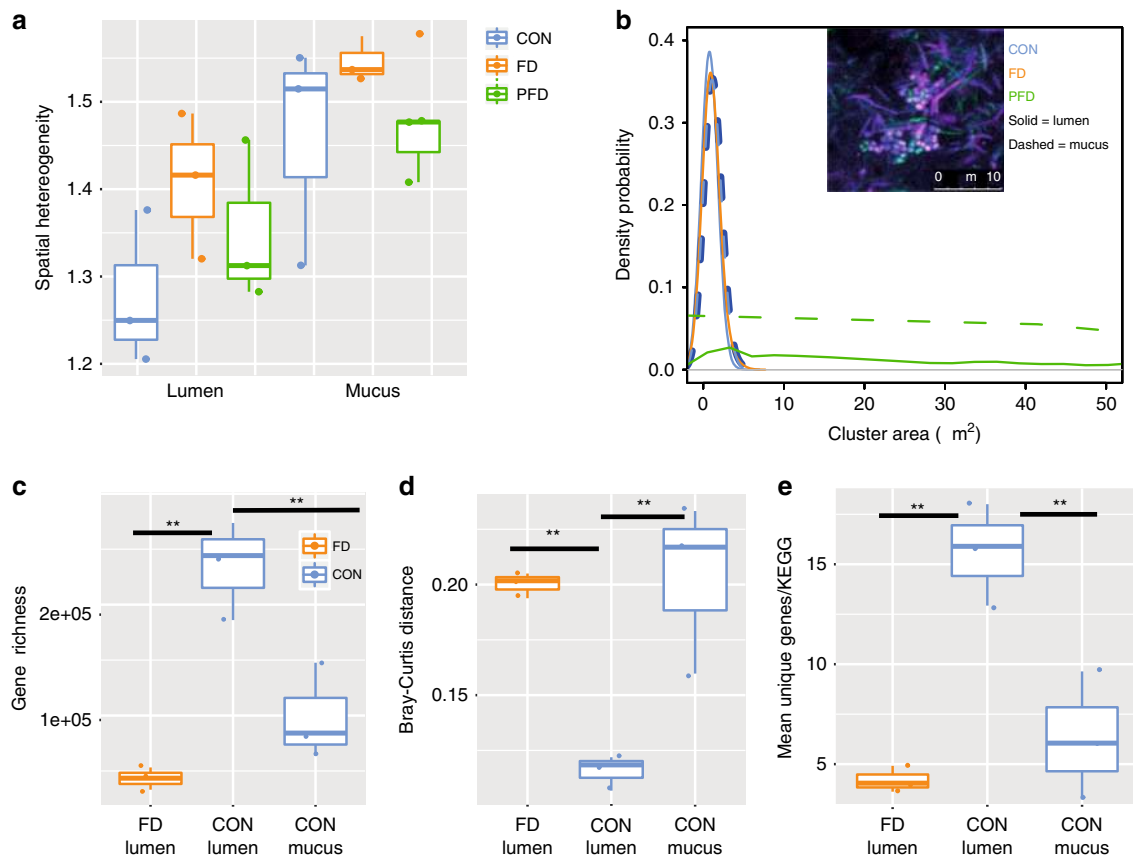 a
Spatial hetereogeneity
1.5
1.4
1.3
1.2
Lumen
Mucus
CON
FD
PFD
b
Density probability
0.4
0.3
0.2
0.1
0.0
0 10 20 30 40 50
Cluster area ( m²)
0 m 10
CON
FD
PFD
Solid = lumen
Dashed = mucus
c
Gene richness
2e+05
1e+05
**
**
FD
CON
FD lumen
CON lumen
CON mucus
d
Bray-Curtis distance
0.20
0.15
**
**
FD lumen
CON lumen
CON mucus
e
Mean unique genes/KEGG
15
10
5
**
**
FD lumen
CON lumen
CON mucus